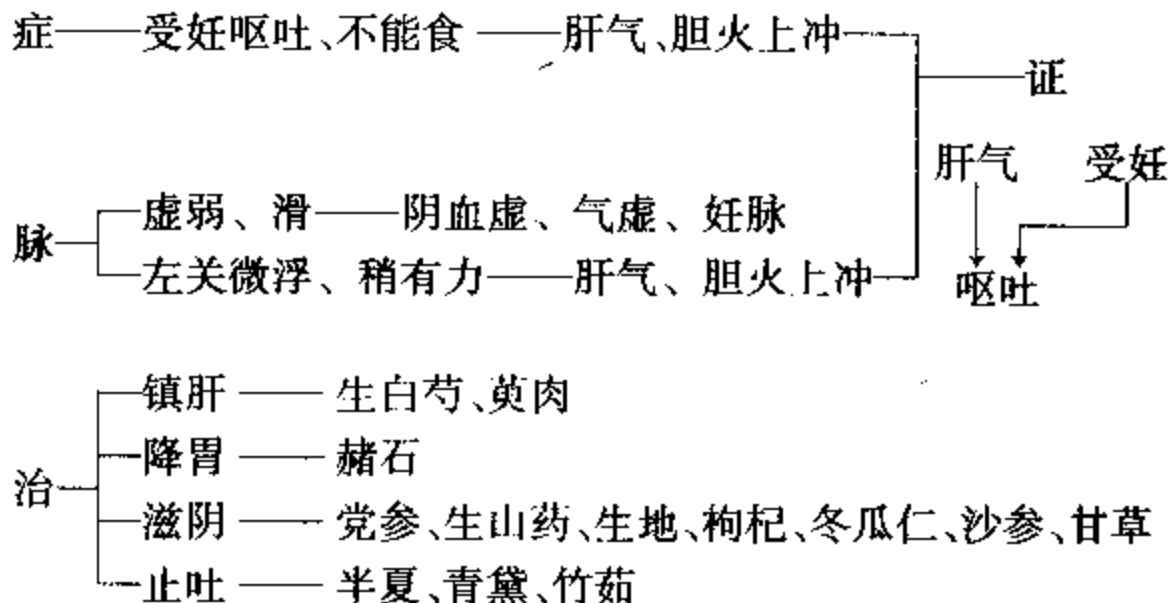 症 受妊呕吐、不能食 肝气、胆火上冲
证
肝气 受妊
脉
虚弱、滑 阴血虚、气虚、妊脉
左关微浮、稍有力 肝气、胆火上冲
呕吐
治
镇肝 生白芍、萸肉
降胃 赭石
滋阴 党参、生山药、生地、枸杞、冬瓜仁、沙参、甘草
止吐 半夏、青黛、竹茹